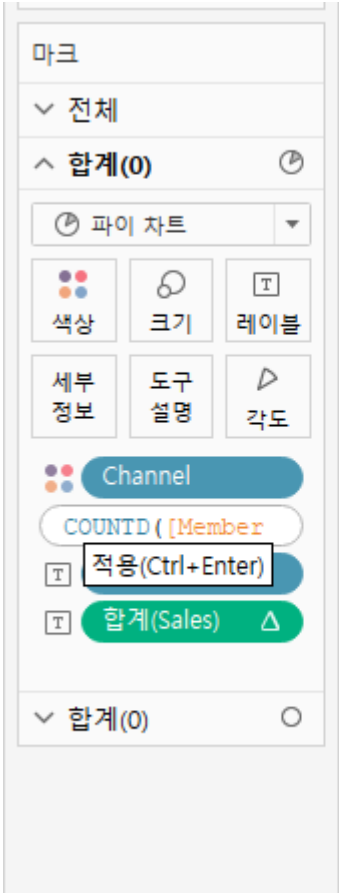 마크
전체
합계(0)
파이 차트
색상
크기
레이블
세부
정보
도구
설명
각도
Channel
COUNTD([Member
적용(Ctrl+Enter)
합계(Sales)
합계(0)